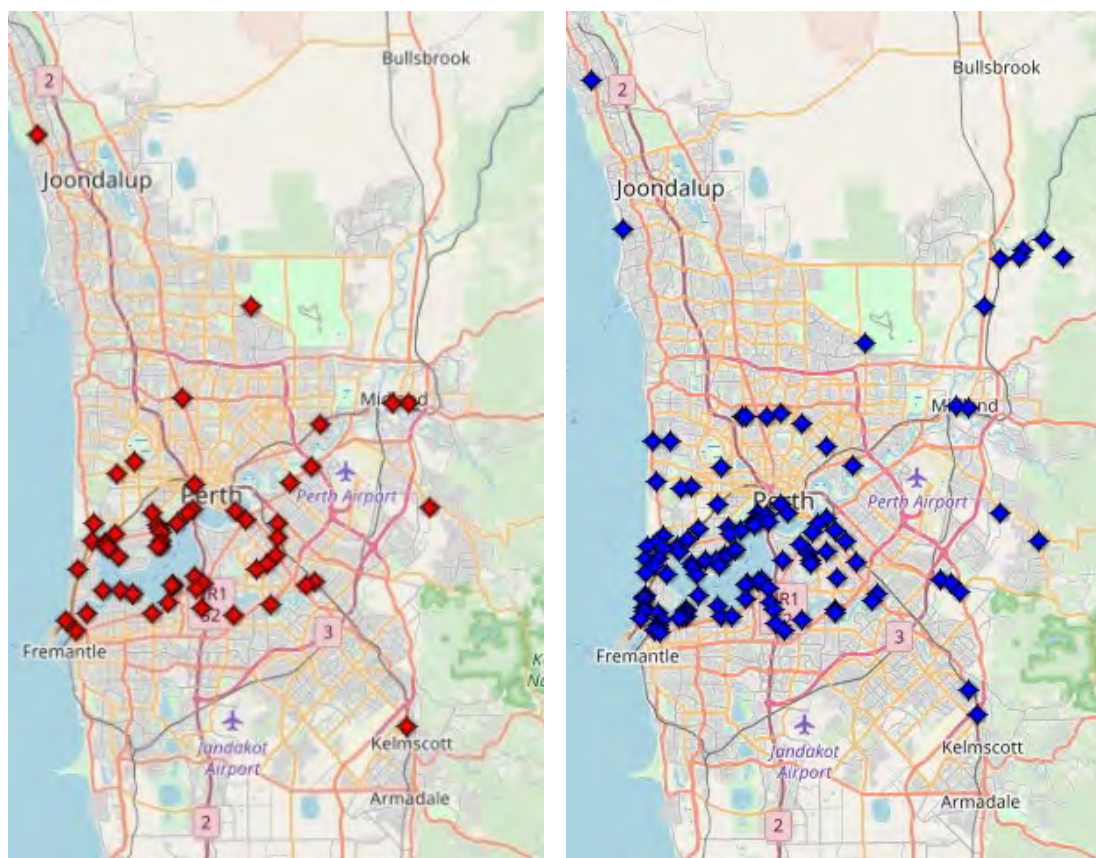 Bullsbrook
2
Joondalup
Midland
Perth
Perth Airport
R1
3
Fremantle
Jandakot
Airport
Kelmscott
Armadale
2
Bullsbrook
2
Joondalup
Midland
Perth
Perth Airport
R1
3
Fremantle
Jandakot
Airport
Kelmscott
Armadale
2